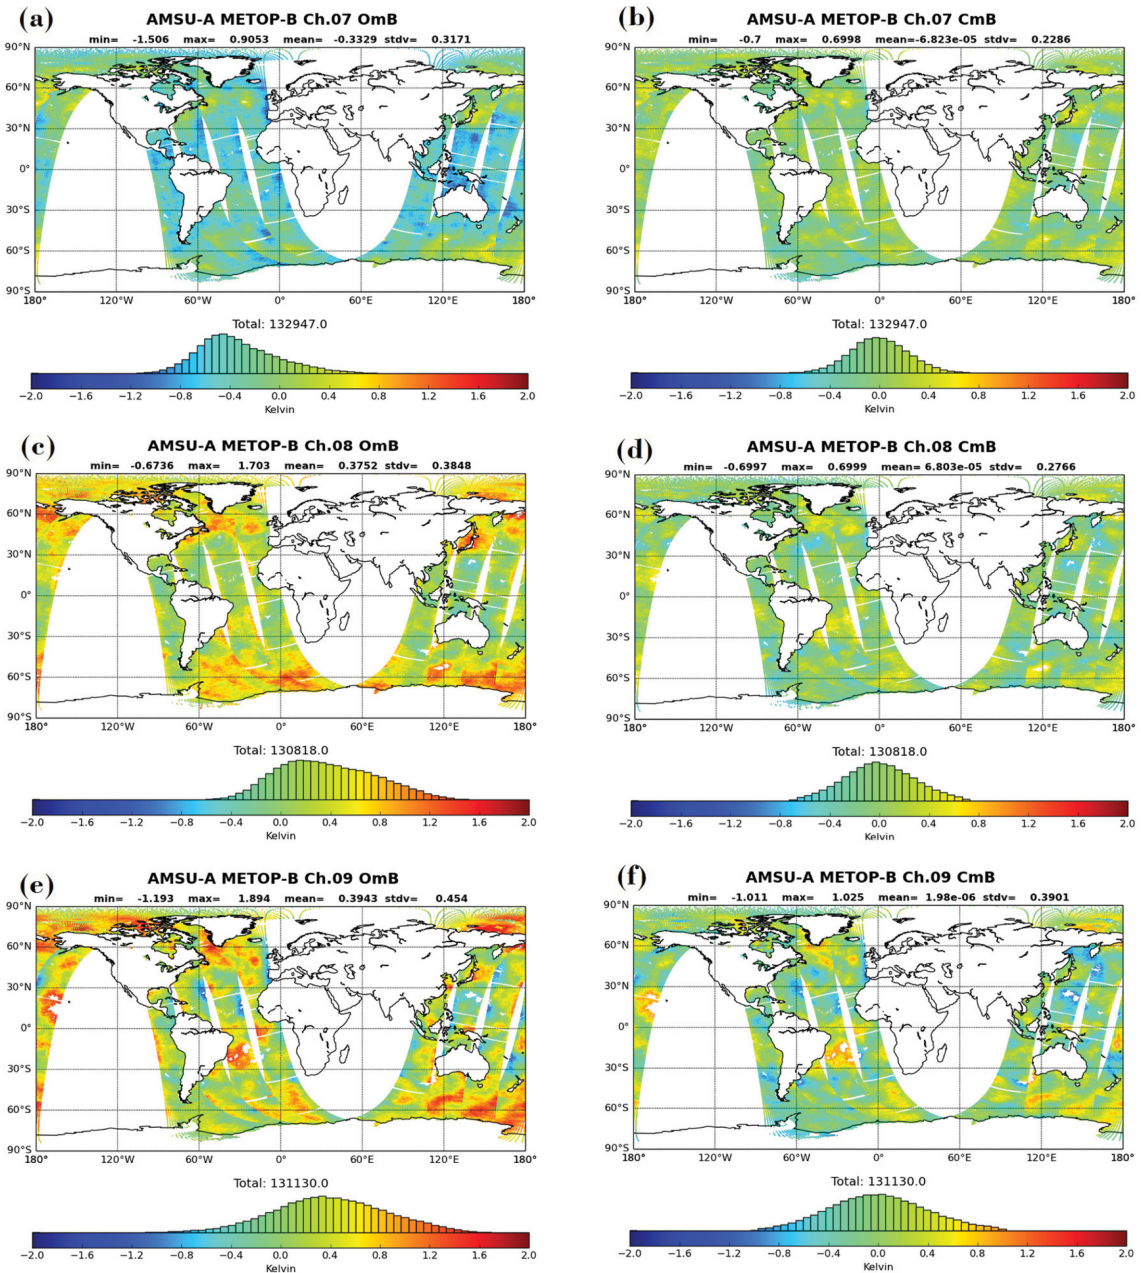 (a)
AMSU-A METOP-B Ch.07 OmB
min= -1.506 max= 0.9053 mean= -0.3329 stdv= 0.3171
90°N
60°N
30°N
0°
30°S
60°S
90°S
180° 120°W 60°W 0° 60°E 120°E 180°
Total: 132947.0
−2.0 −1.6 −1.2 −0.8 −0.4 0.0 0.4 0.8 1.2 1.6 2.0
Kelvin
(b)
AMSU-A METOP-B Ch.07 CmB
min= -0.7 max= 0.6998 mean=-6.823e-05 stdv= 0.2286
90°N
60°N
30°N
0°
30°S
60°S
90°S
180° 120°W 60°W 0° 60°E 120°E 180°
Total: 132947.0
−2.0 −1.6 −1.2 −0.8 −0.4 0.0 0.4 0.8 1.2 1.6 2.0
Kelvin
(c)
AMSU-A METOP-B Ch.08 OmB
min= -0.6736 max= 1.703 mean= 0.3752 stdv= 0.3848
90°N
60°N
30°N
0°
30°S
60°S
90°S
180° 120°W 60°W 0° 60°E 120°E 180°
Total: 130818.0
−2.0 −1.6 −1.2 −0.8 −0.4 0.0 0.4 0.8 1.2 1.6 2.0
Kelvin
(d)
AMSU-A METOP-B Ch.08 CmB
min= -0.6997 max= 0.6999 mean= 6.803e-05 stdv= 0.2766
90°N
60°N
30°N
0°
30°S
60°S
90°S
180° 120°W 60°W 0° 60°E 120°E 180°
Total: 130818.0
−2.0 −1.6 −1.2 −0.8 −0.4 0.0 0.4 0.8 1.2 1.6 2.0
Kelvin
(e)
AMSU-A METOP-B Ch.09 OmB
min= -1.193 max= 1.894 mean= 0.3943 stdv= 0.454
90°N
60°N
30°N
0°
30°S
60°S
90°S
180° 120°W 60°W 0° 60°E 120°E 180°
Total: 131130.0
−2.0 −1.6 −1.2 −0.8 −0.4 0.0 0.4 0.8 1.2 1.6 2.0
Kelvin
(f)
AMSU-A METOP-B Ch.09 CmB
min= -1.011 max= 1.025 mean= 1.98e-06 stdv= 0.3901
90°N
60°N
30°N
0°
30°S
60°S
90°S
180° 120°W 60°W 0° 60°E 120°E 180°
Total: 131130.0
−2.0 −1.6 −1.2 −0.8 −0.4 0.0 0.4 0.8 1.2 1.6 2.0
Kelvin